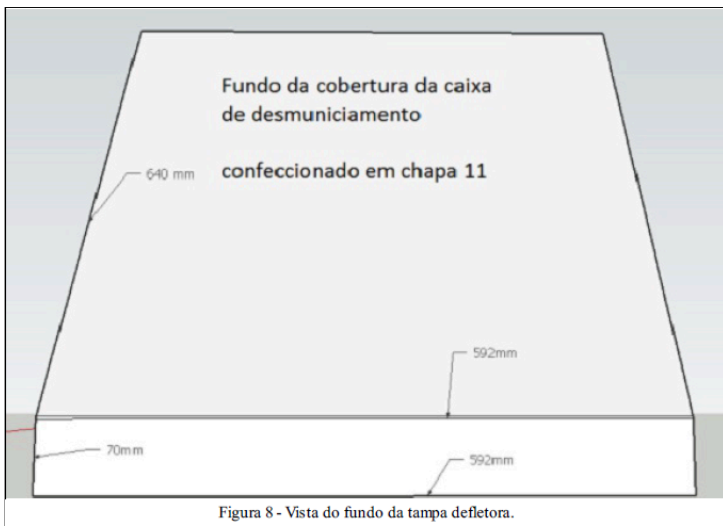 Fundo da cobertura da caixa
de desmuniciamento
confeccionado em chapa 11
640 mm
592mm
70mm
592mm
Figura 8 - Vista do fundo da tampa defletora.